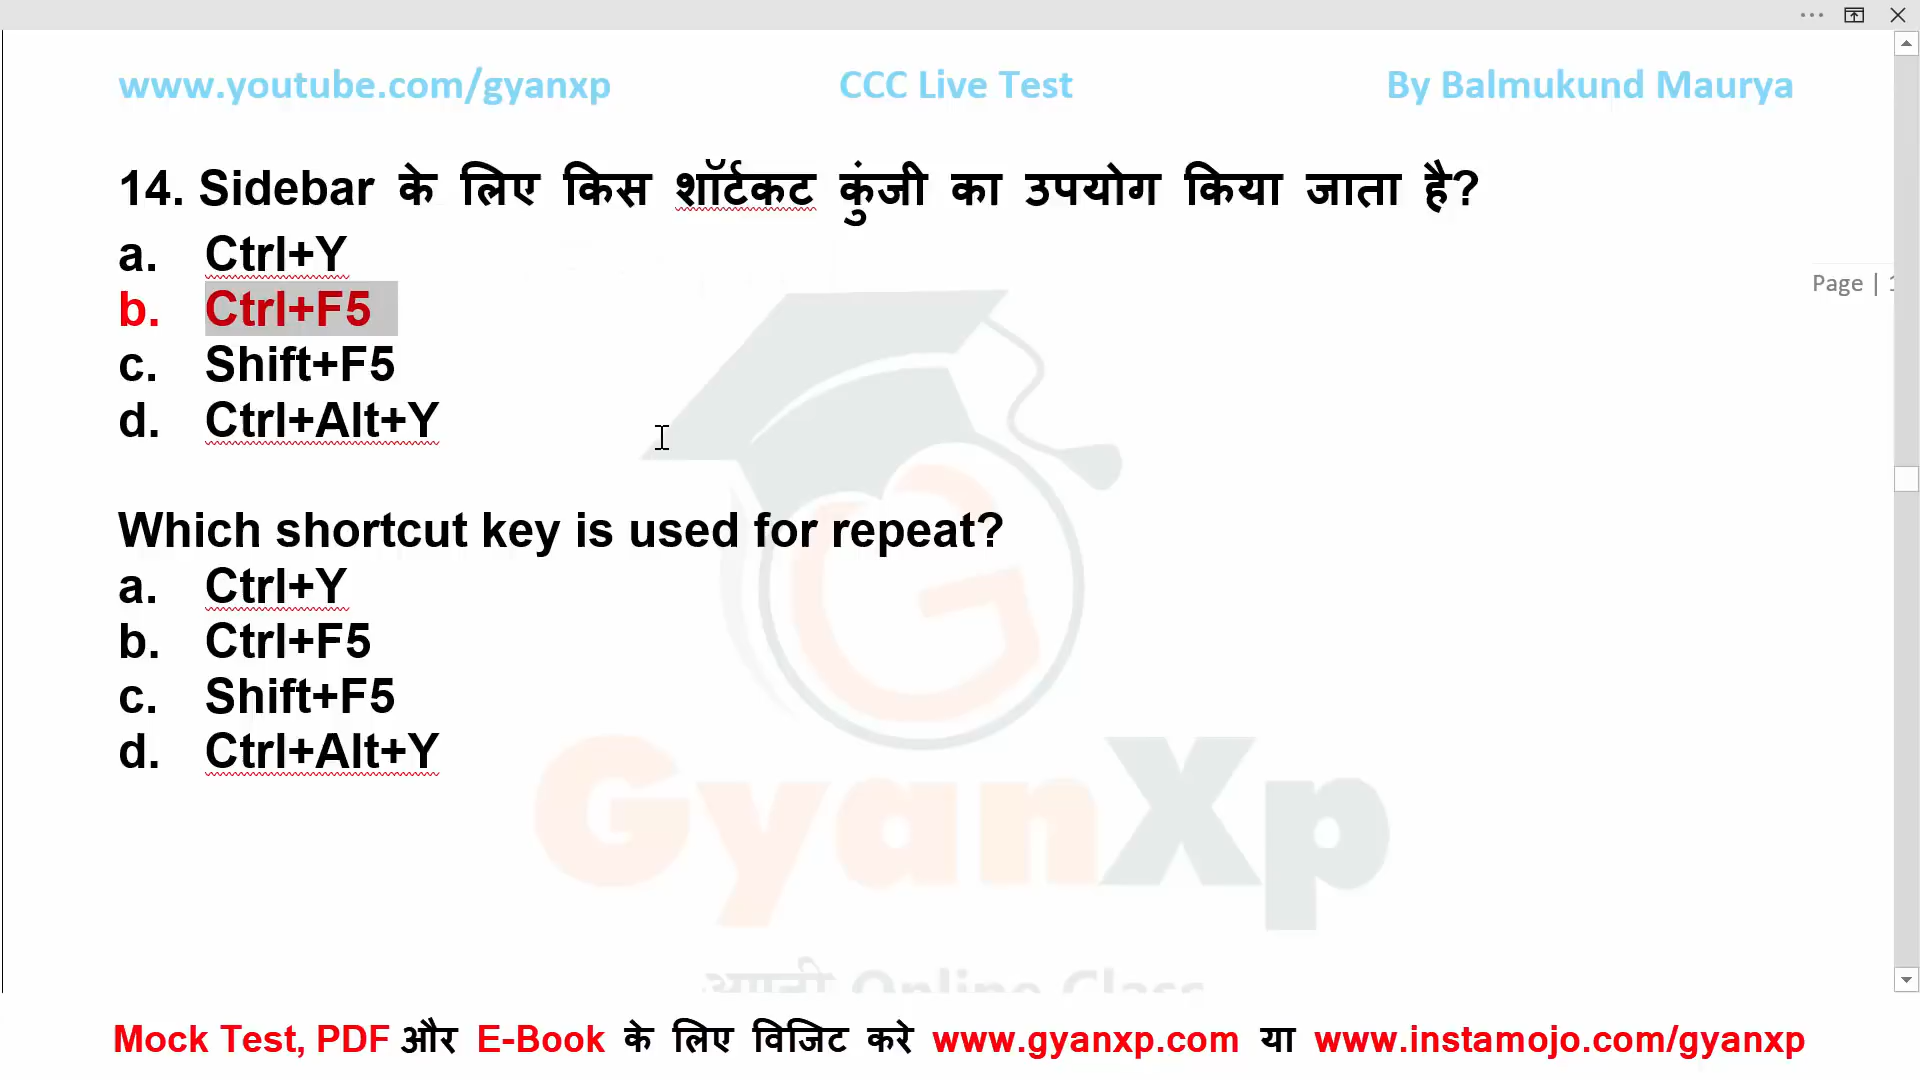 www.youtube.com/gyanxp CCC Live Test By Balmukund Maurya
14. Sidebar के लिए किस शॉर्टकट कुंजी का उपयोग किया जाता है?
a. Ctrl+Y
b. Ctrl+F5
Page |
c. Shift+F5
d. Ctrl+Alt+Y
Which shortcut key is used for repeat?
a. Ctrl+Y
b. Ctrl+F5
c. Shift+F5
d. Ctrl+Alt+Y
GyanXp
Online Class
Mock Test, PDF और E-Book के लिए विजिट करे www.gyanxp.com या www.instamojo.com/gyanxp